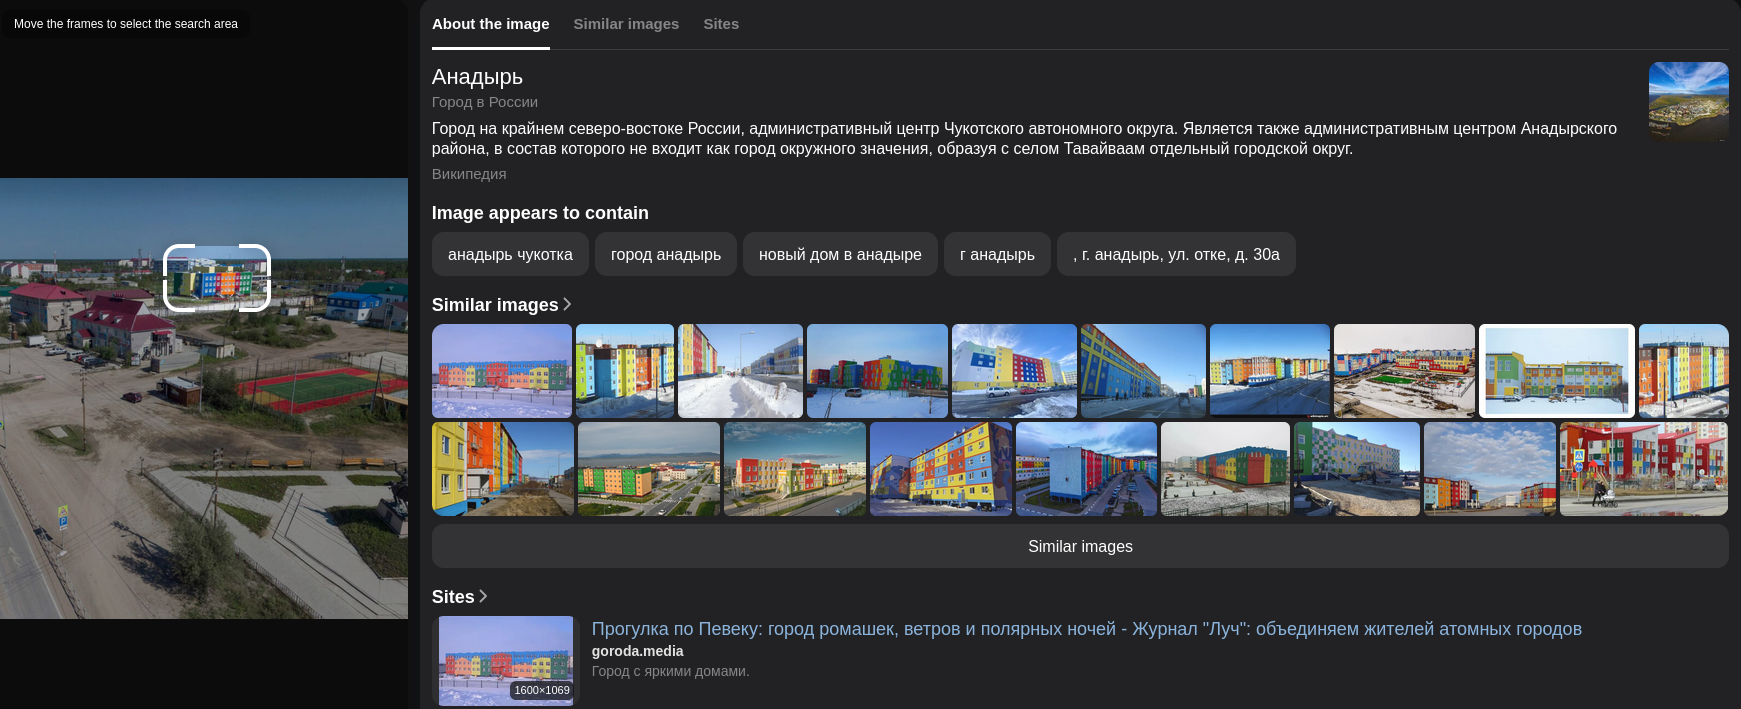 Move the frames to select the search area
About the image
Similar images
Sites
Анадырь
Город в России
Город на крайнем северо-востоке России, административный центр Чукотского автономного округа. Является также административным центром Анадырского
района, в состав которого не входит как город окружного значения, образуя с селом Тавайваам отдельный городской округ.
Википедия
Image appears to contain
анадырь чукотка
город анадырь
новый дом в анадыре
г анадырь
, г. анадырь, ул. отке, д. 30а
Similar images
Similar images
Sites
1600×1069
Прогулка по Певеку: город ромашек, ветров и полярных ночей - Журнал "Луч": объединяем жителей атомных городов
goroda.media
Город с яркими домами.